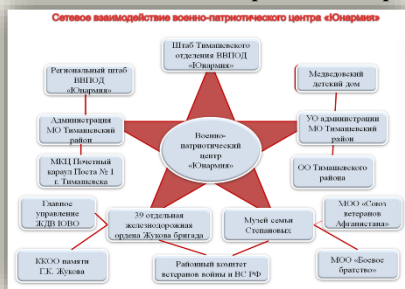 Сетевое взаимодействие военно-патриотического центра «Юнармия»
Штаб Тимашевского
отделения ВВПОД
«Юнармия»
Региональный штаб
ВВПОД
«Юнармия»
Медведовский
детский дом
Администрация
МО Тимашевский
район
УО администрации
МО Тимашевский
район
Военно-
патриотический
центр
«Юнармия»
МКЦ Почетный
караул Поста № 1
г. Тимашевска
ОО Тимашевского
района
Главное
управление
ЖДВ ЮВО
39 отдельная
железнодорожная
ордена Жукова бригада
Музей семьи
Степановых
МОО «Союз
ветеранов
Афганистана»
ККОО памяти
Г.К. Жукова
Районный комитет
ветеранов войны и ВС РФ
МОО «Боевое
братство»